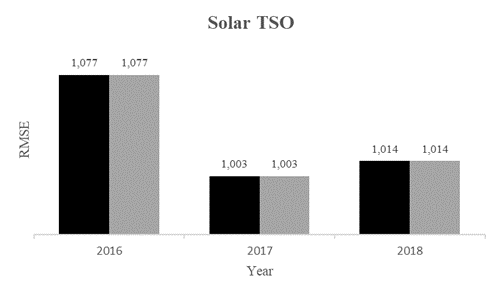 Solar TSO
1,077 1,077
1,003 1,003
1,014 1,014
RMSE
2016 2017 2018
Year